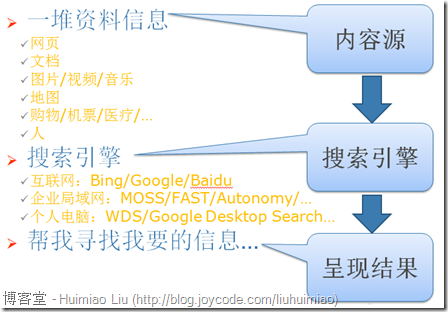 一堆资料信息
网页
文档
图片/视频/音乐
地图
购物/机票/医疗/...
人
搜索引擎
互联网：Bing/Google/Baidu
企业局域网：MOSS/FAST/Autonomy/...
个人电脑：WDS/Google Desktop Search...
帮我寻找我要的信息...
内容源
搜索引擎
呈现结果
博客堂 - Huimiao Liu (http://blog.joycode.com/liuhuimiao)